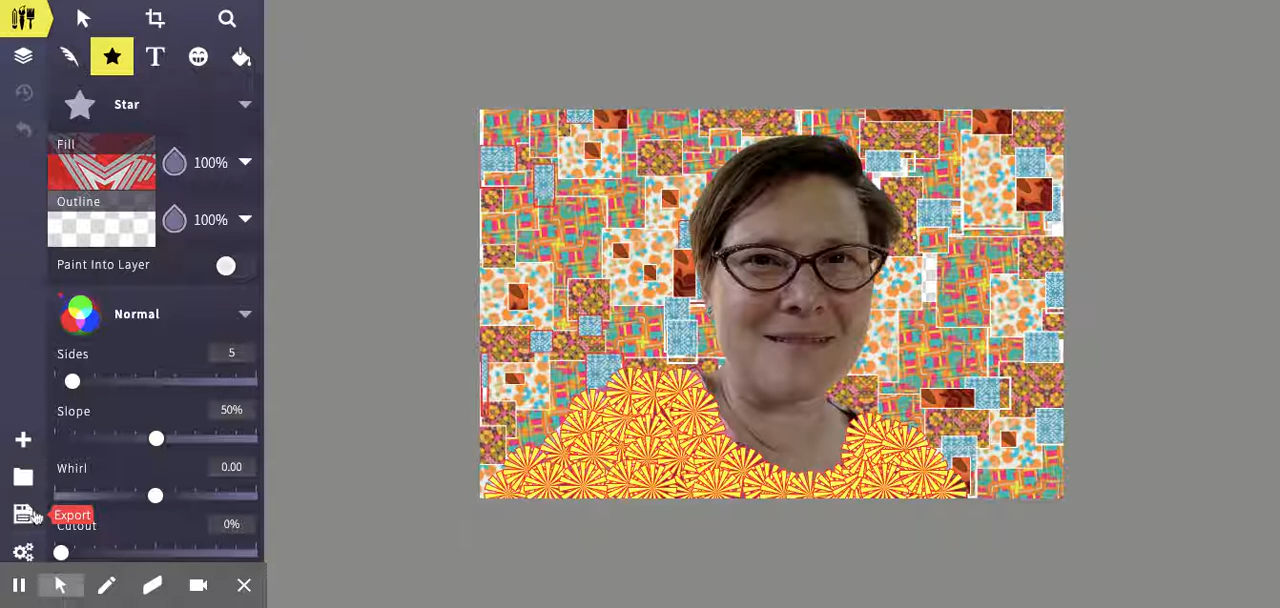 T
Star
Fill
100%
Outline
100%
Paint Into Layer
Normal
Sides
5
Slope
50%
Whirl
0.00
Export
Cutout
0%